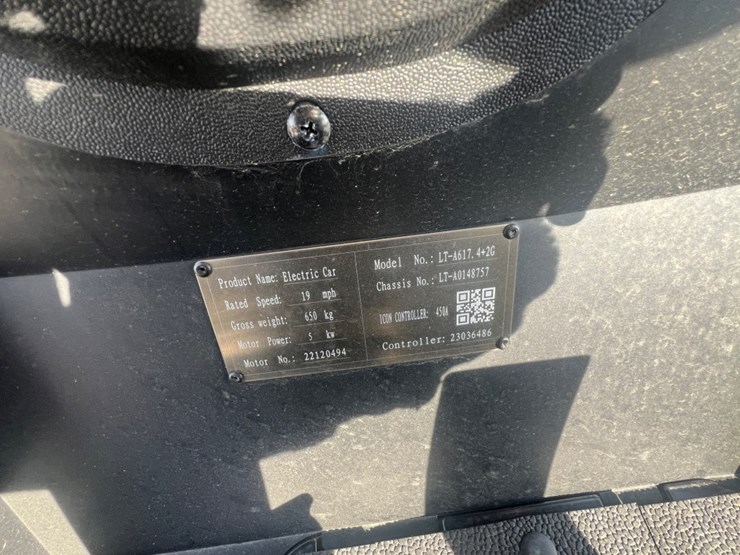 Product Name: Electric Car
Rated Speed: 19 mph
Gross weight: 650 kg
Motor Power: 5 kw
Motor No.: 22120494
Model No.: LT-A617.4+2G
Chassis No.: LT-A0148757
ICON CONTROLLER: 450A
Controller: 23036486